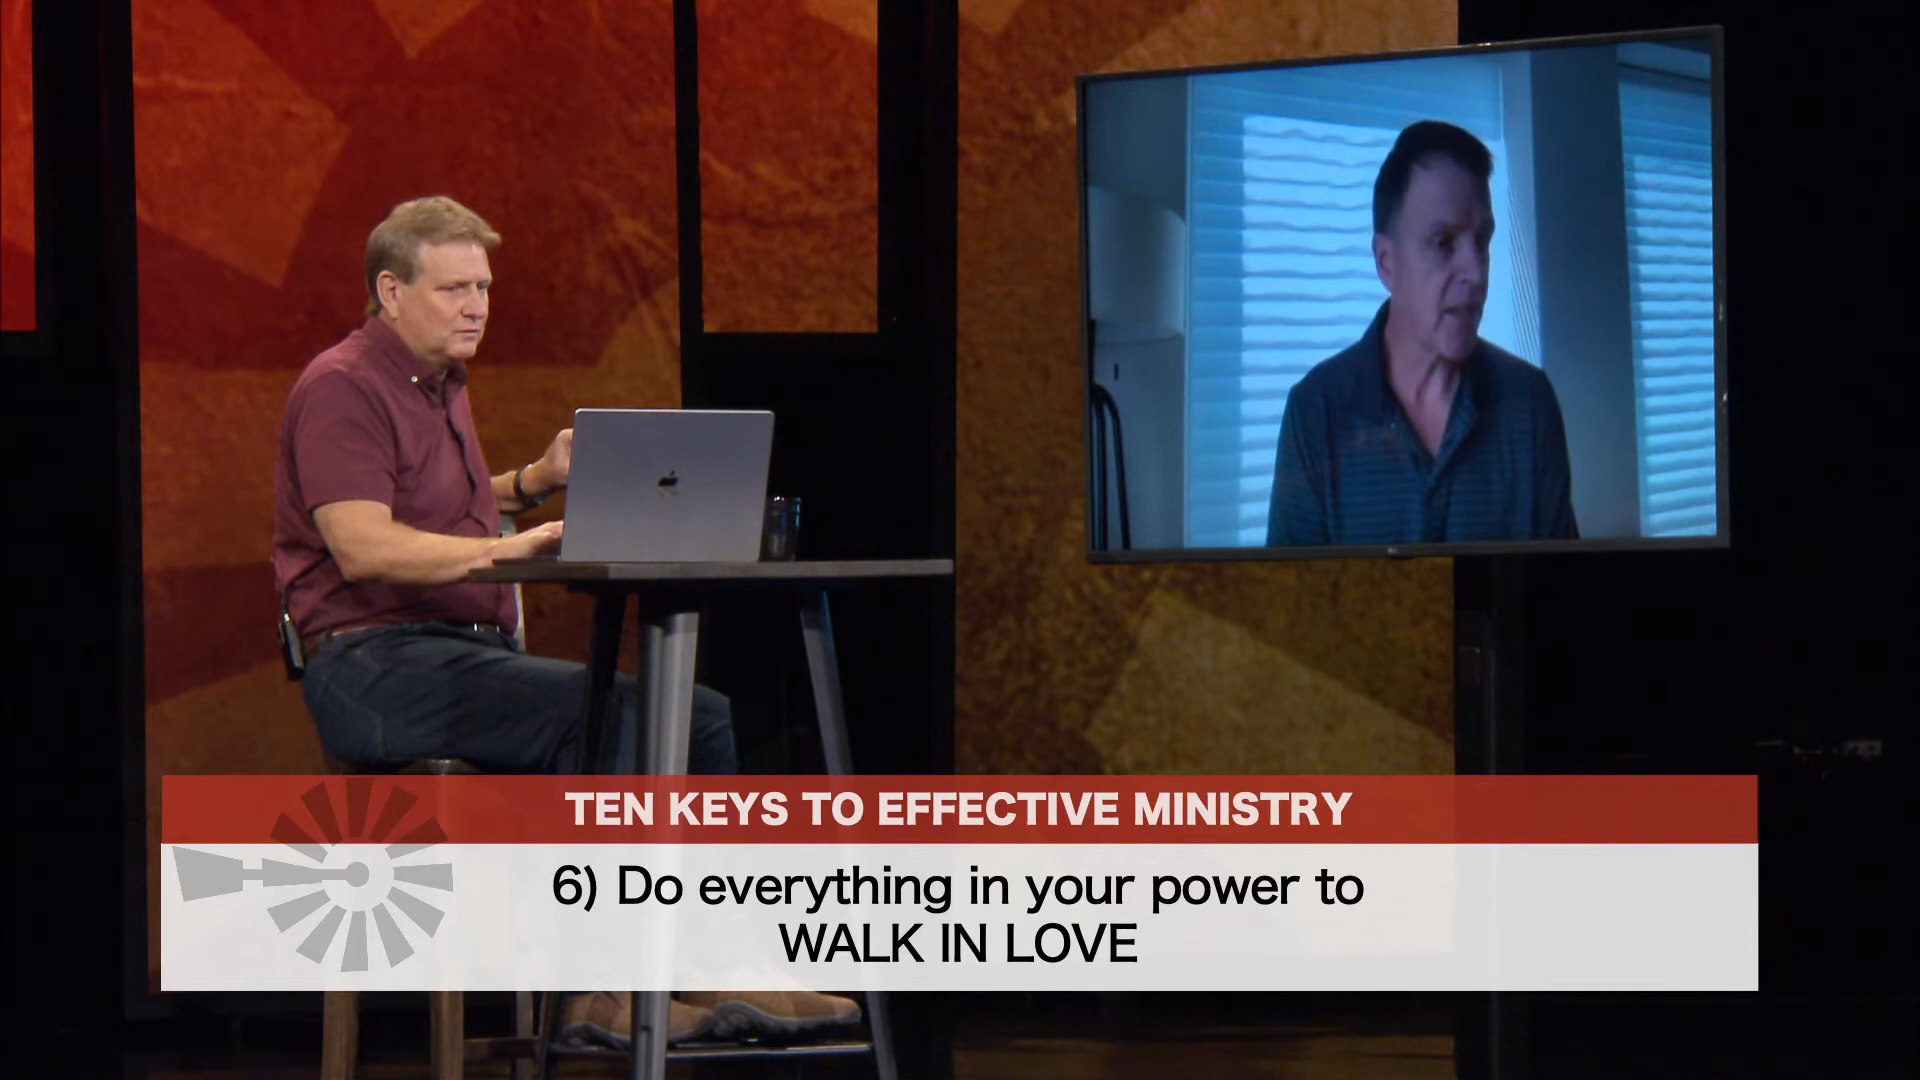 TEN KEYS TO EFFECTIVE MINISTRY
6) Do everything in your power to
WALK IN LOVE